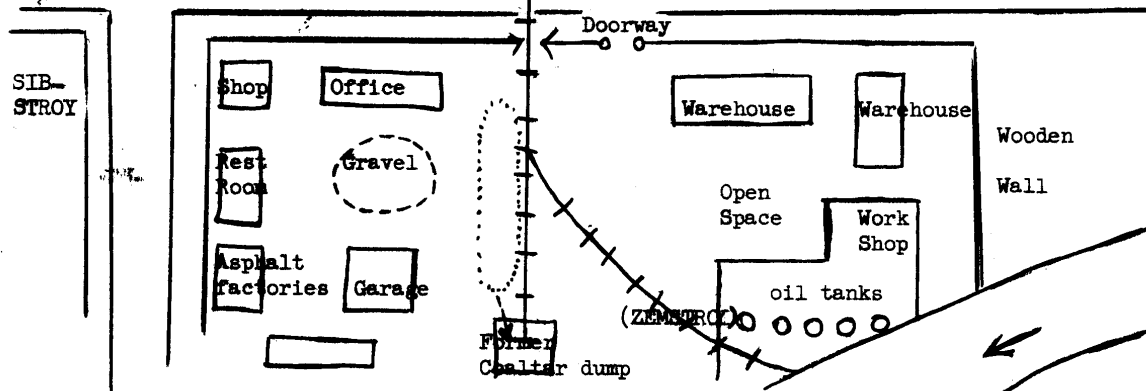 Doorway
SIB-
STROY
Shop
Office
Warehouse
Warehouse
Wooden
Wall
Rest
Room
Gravel
Open
Space
Work
Shop
Asphalt
factories
Garage
oil tanks
(ZEMSTROY)
Former
Coaltar dump